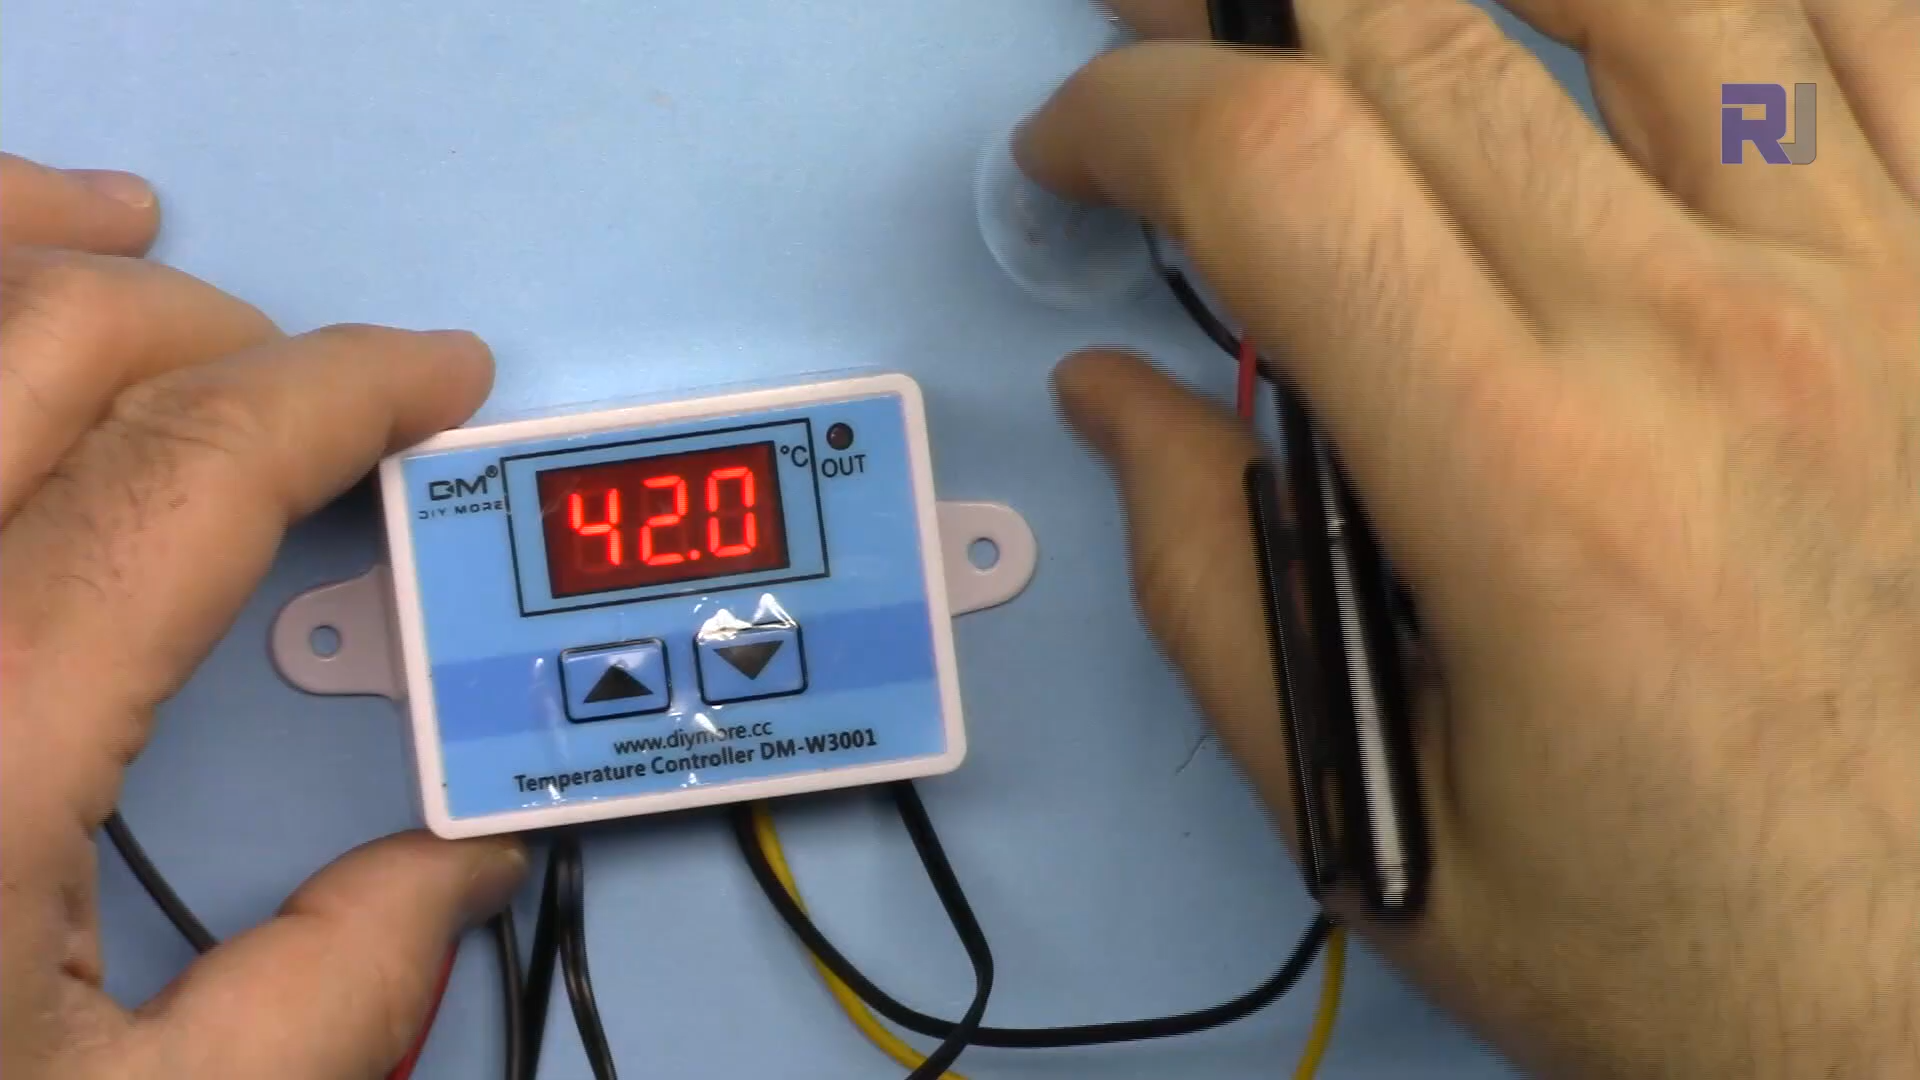 RJ
DM®
DIY MORE
42.0
°C
OUT
www.diymore.cc
Temperature Controller DM-W3001